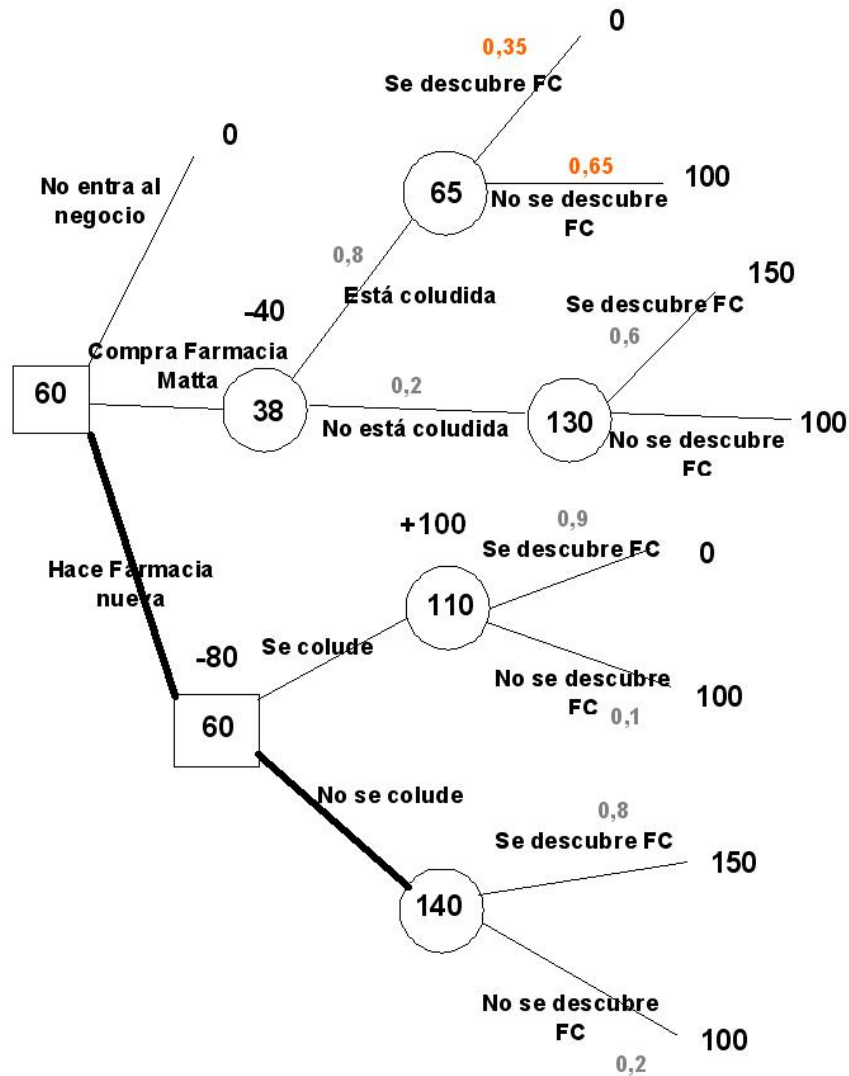 0
0,35
Se descubre FC
0
No entra al
negocio
65
0,65
100
No se descubre
FC
0,8
Está coludida
150
Se descubre FC
0,6
-40
Compra Farmacia
Matta
60
38
0,2
No está coludida
130
100
No se descubre
FC
+100
0,9
Se descubre FC
0
Hace Farmacia
nueva
110
-80
Se colude
No se descubre
FC
0,1
100
60
No se colude
0,8
Se descubre FC
150
140
No se descubre
FC
100
0,2